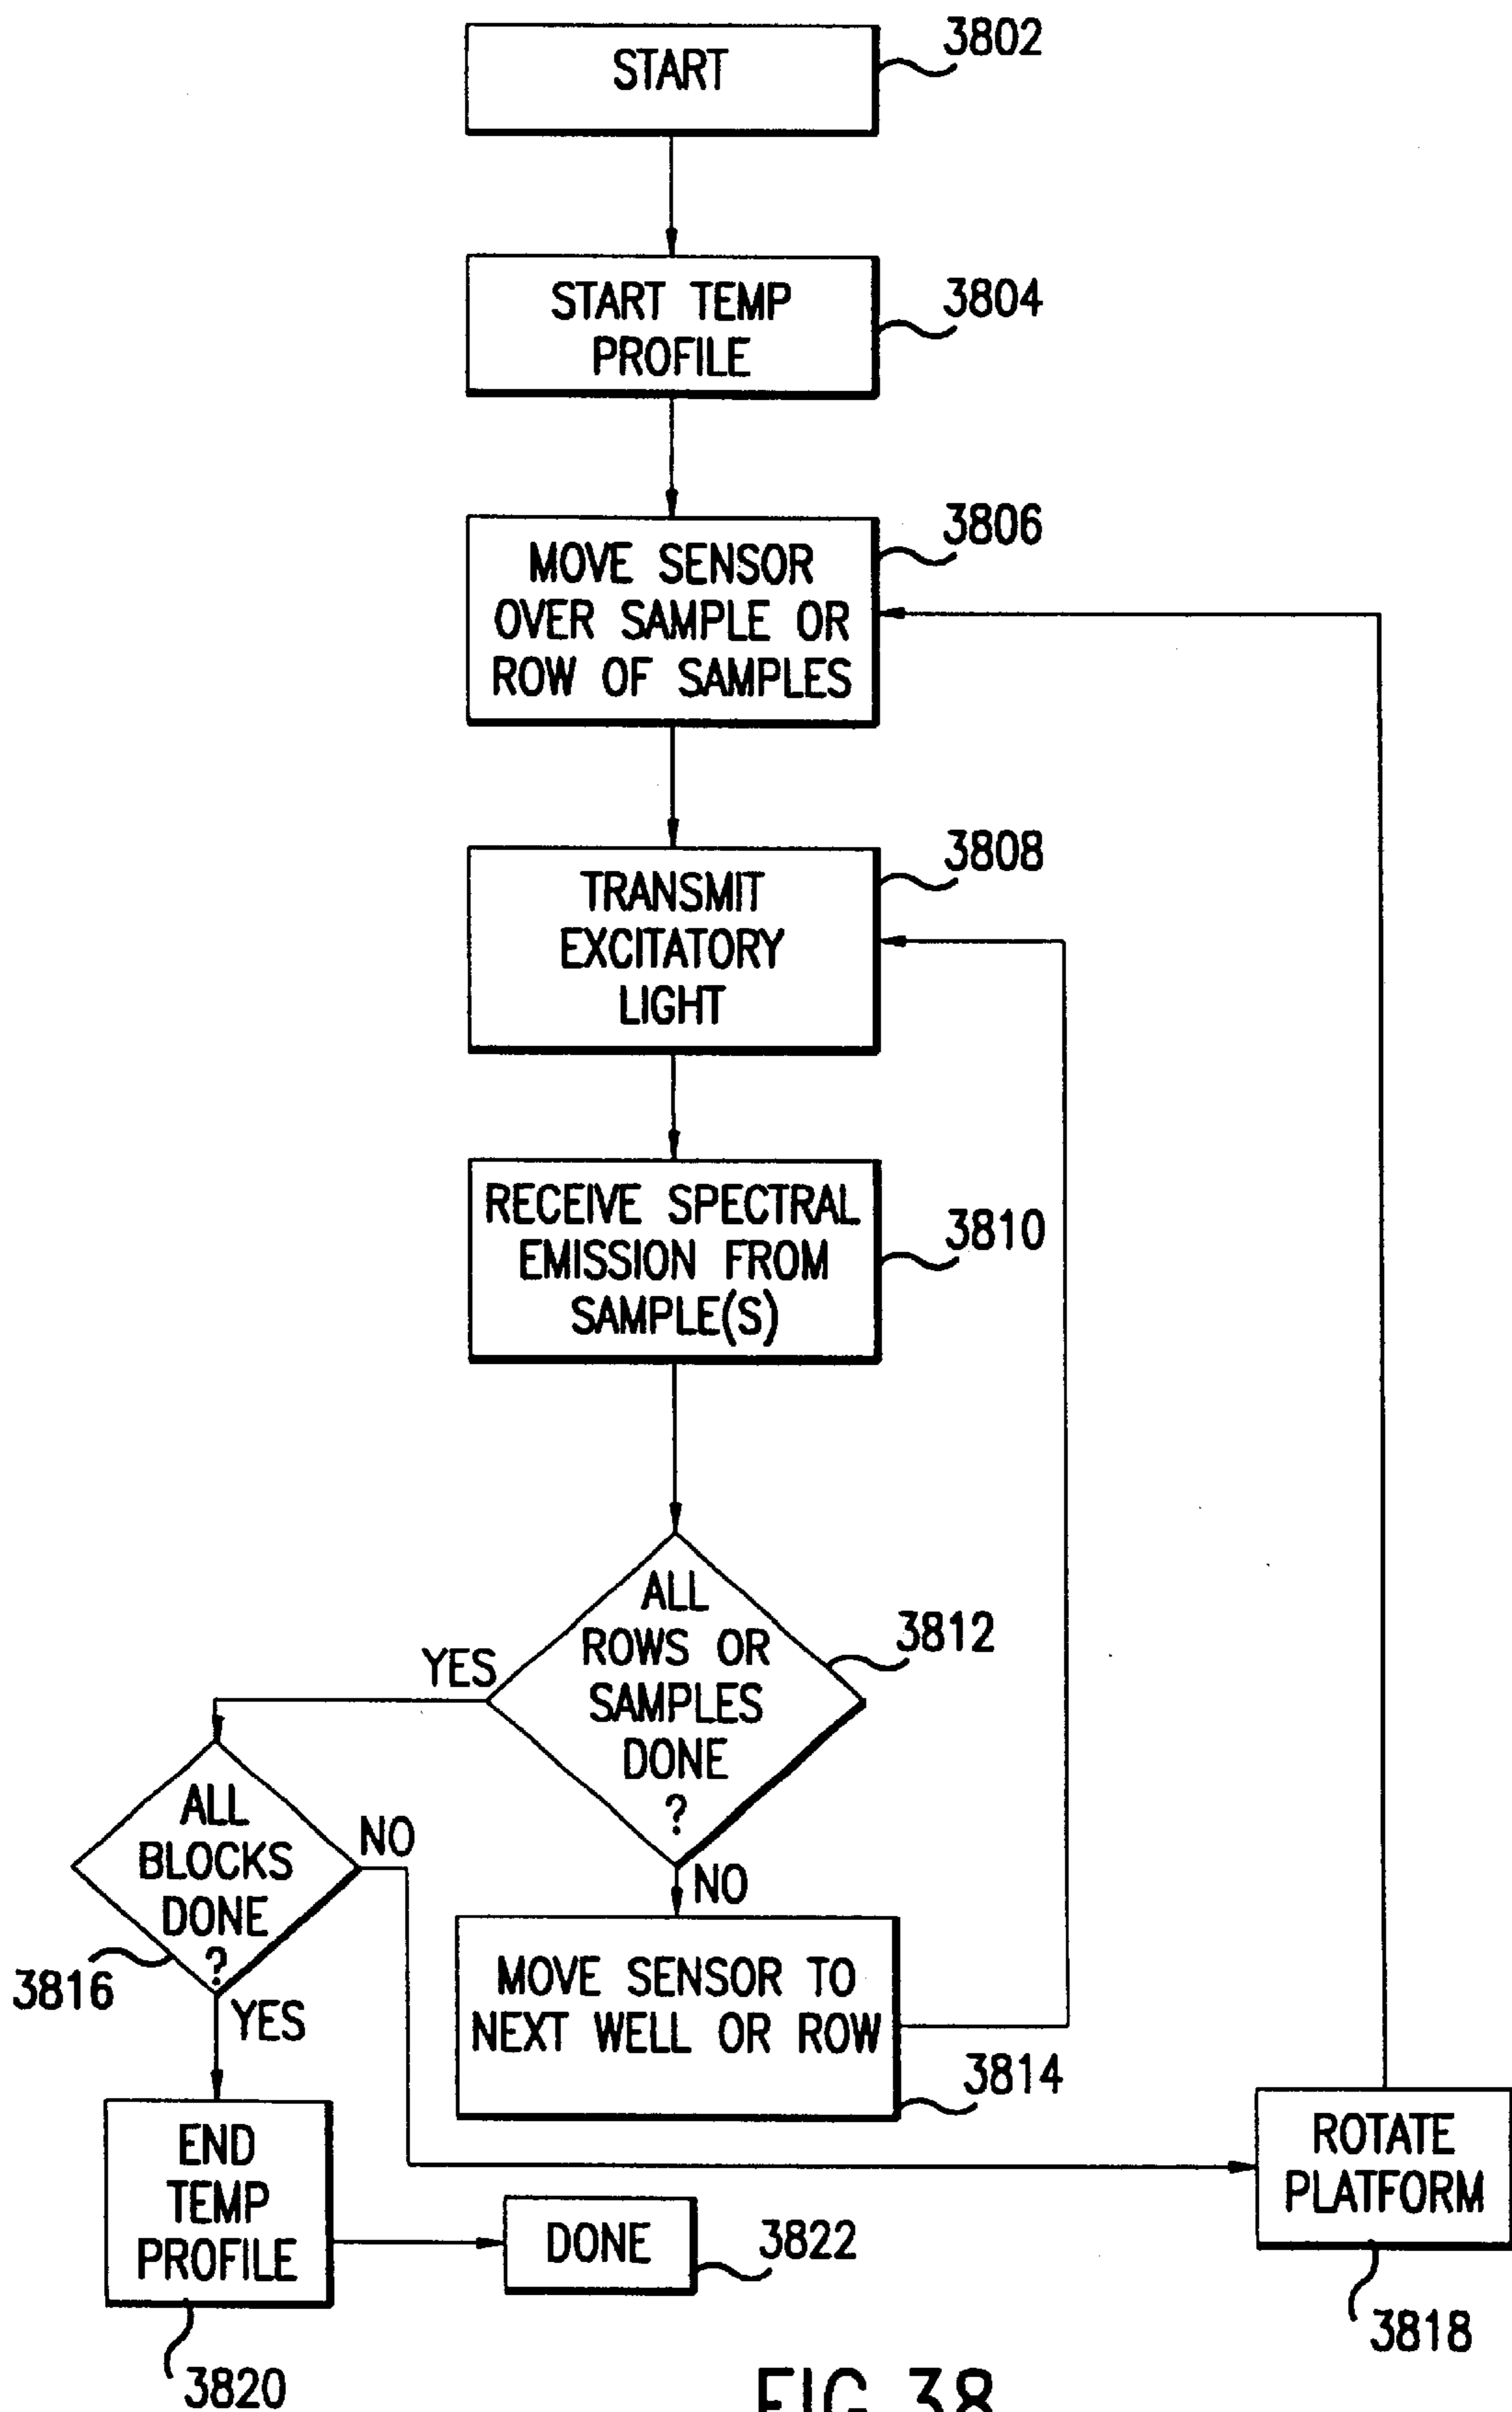 START
3802
START TEMP
PROFILE
3804
MOVE SENSOR
OVER SAMPLE OR
ROW OF SAMPLES
3806
TRANSMIT
EXCITATORY
LIGHT
3808
RECEIVE SPECTRAL
EMISSION FROM
SAMPLE(S)
3810
ALL
ROWS OR
SAMPLES
DONE
?
3812
YES
NO
ALL
BLOCKS
DONE
?
3816
NO
YES
MOVE SENSOR TO
NEXT WELL OR ROW
3814
ROTATE
PLATFORM
3818
END
TEMP
PROFILE
3820
DONE
3822
FIG.38